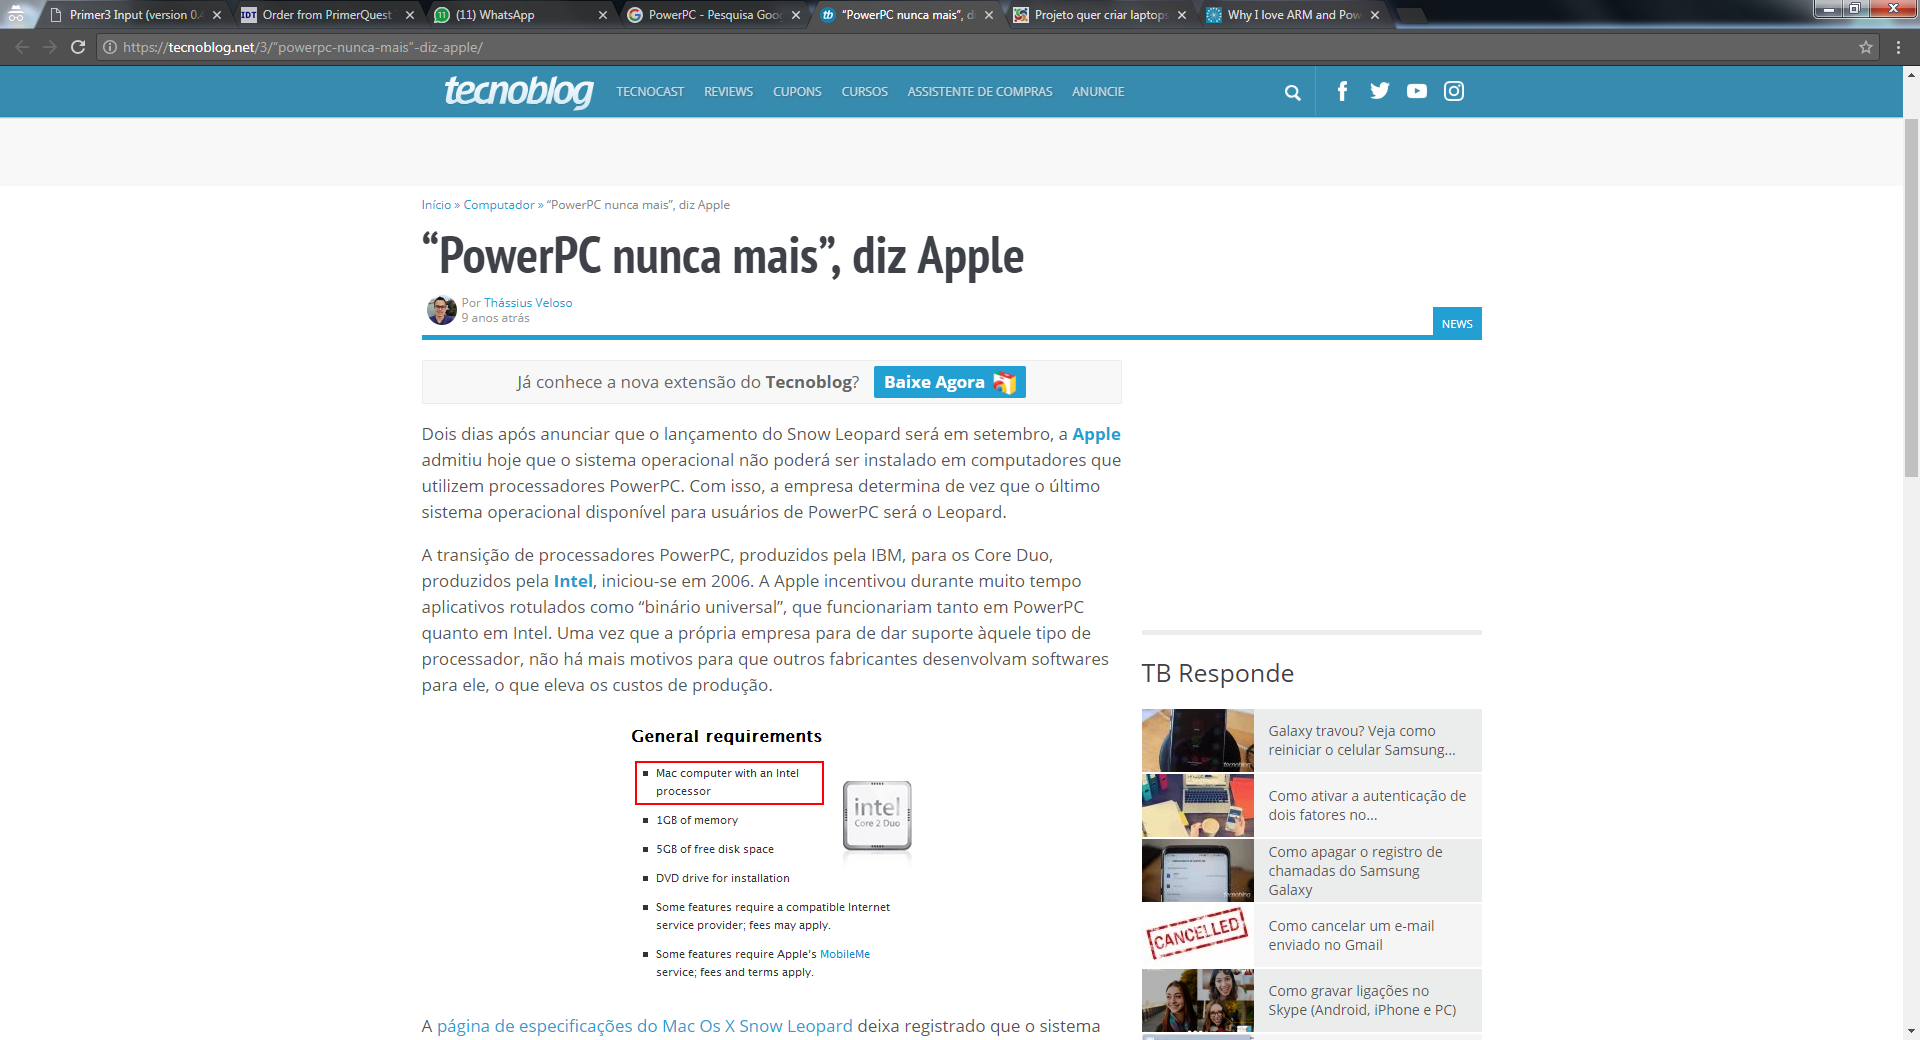 Primer3 Input (version 0.4
IDT Order from PrimerQuest
11 (11) WhatsApp
PowerPC - Pesquisa Goo
tb “PowerPC nunca mais”, d
Projeto quer criar laptops
Why I love ARM and Pow
https://tecnoblog.net/3/“powerpc-nunca-mais”-diz-apple/
tecnoblog
TECNOCAST REVIEWS CUPONS CURSOS ASSISTENTE DE COMPRAS ANUNCIE
Início » Computador » “PowerPC nunca mais”, diz Apple
“PowerPC nunca mais”, diz Apple
Por Thássius Veloso
9 anos atrás
NEWS
Já conhece a nova extensão do Tecnoblog? Baixe Agora
Dois dias após anunciar que o lançamento do Snow Leopard será em setembro, a Apple
admitiu hoje que o sistema operacional não poderá ser instalado em computadores que
utilizem processadores PowerPC. Com isso, a empresa determina de vez que o último
sistema operacional disponível para usuários de PowerPC será o Leopard.
A transição de processadores PowerPC, produzidos pela IBM, para os Core Duo,
produzidos pela Intel, iniciou-se em 2006. A Apple incentivou durante muito tempo
aplicativos rotulados como “binário universal”, que funcionariam tanto em PowerPC
quanto em Intel. Uma vez que a própria empresa para de dar suporte àquele tipo de
processador, não há mais motivos para que outros fabricantes desenvolvam softwares
para ele, o que eleva os custos de produção.
General requirements
Mac computer with an Intel
processor
1GB of memory
5GB of free disk space
DVD drive for installation
Some features require a compatible Internet
service provider; fees may apply.
Some features require Apple's MobileMe
service; fees and terms apply.
intel
Core 2 Duo
A página de especificações do Mac Os X Snow Leopard deixa registrado que o sistema
TB Responde
Galaxy travou? Veja como
reiniciar o celular Samsung...
Como ativar a autenticação de
dois fatores no...
Como apagar o registro de
chamadas do Samsung
Galaxy
CANCELLED
Como cancelar um e-mail
enviado no Gmail
Como gravar ligações no
Skype (Android, iPhone e PC)